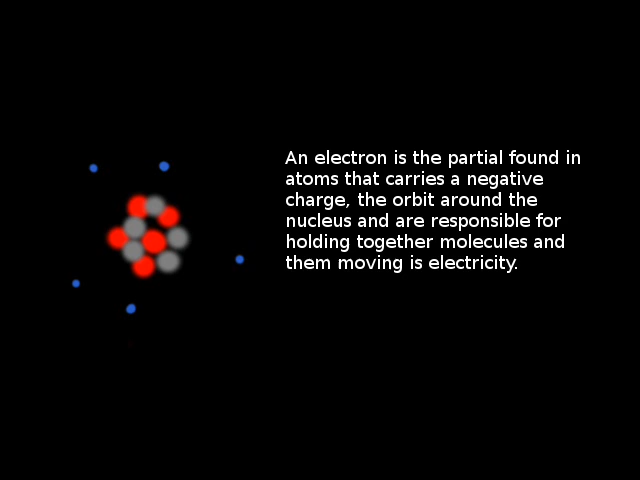 An electron is the partial found in
atoms that carries a negative
charge, the orbit around the
nucleus and are responsible for
holding together molecules and
them moving is electricity.